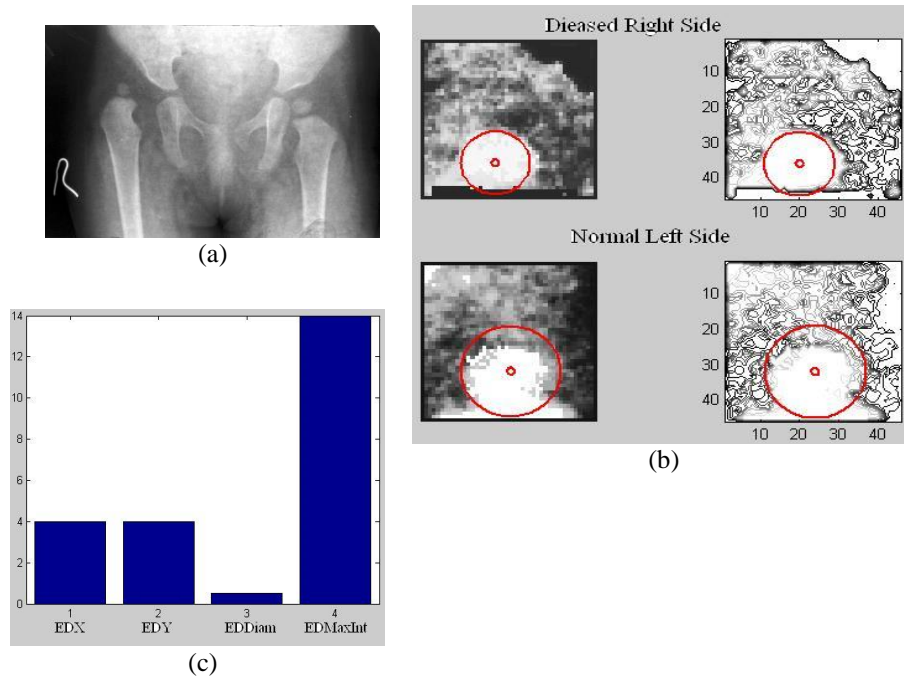 (a)
Dieased Right Side
10
20
30
40
10 20 30 40
Normal Left Side
10
20
30
40
10 20 30 40
(b)
14
12
10
8
6
4
2
0
1 2 3 4
EDX EDY EDDiam EDMaxInt
(c)
R